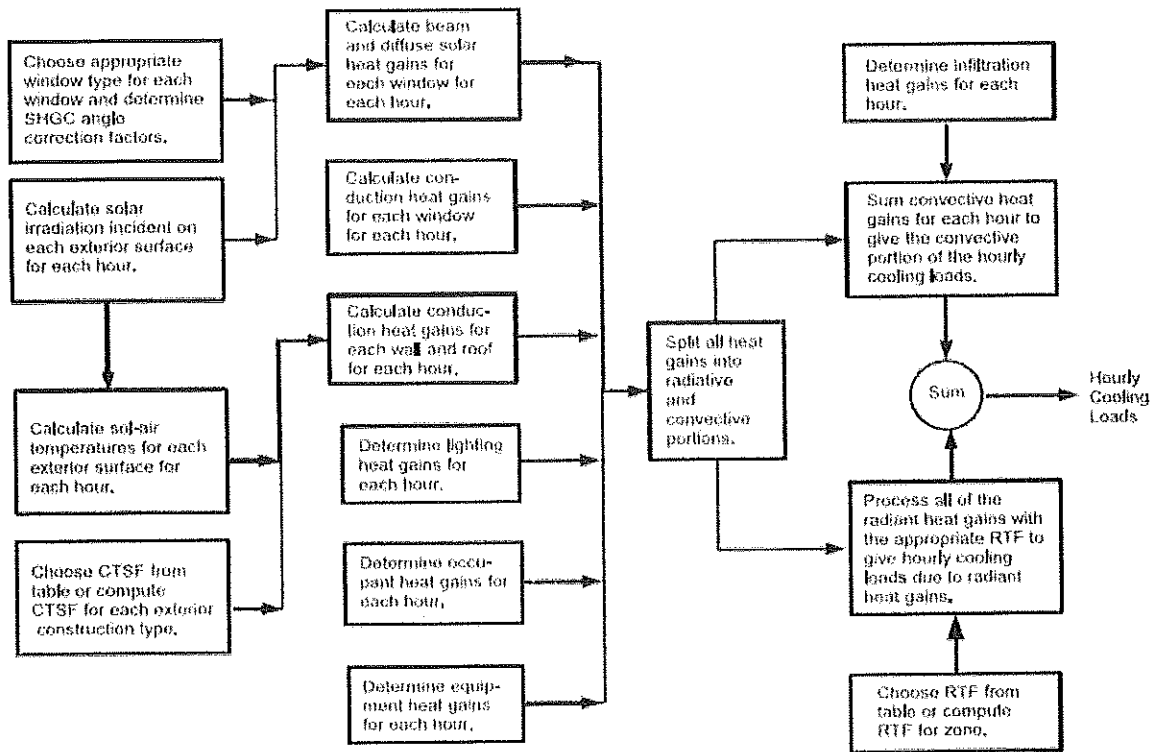 Choose appropriate
window type for each
window and determine
SHGC angle
correction factors.
Calculate solar
irradiation incident on
each exterior surface
for each hour.
Calculate sol-air
temperatures for each
exterior surface for
each hour.
Choose CTSF from
table or compute
CTSF for each exterior
construction type.
Calculate beam
and diffuse solar
heat gains for
each window for
each hour.
Calculate con-
duction heat gains
for each window
for each hour.
Calculate conduc-
tion heat gains for
each wall and roof
for each hour.
Determine lighting
heat gains for
each hour.
Determine occu-
pant heat gains for
each hour.
Determine equip-
ment heat gains
for each hour.
Split all heat
gains into
radiative
and
convective
portions.
Determine infiltration
heat gains for each
hour.
Sum convective heat
gains for each hour to
give the convective
portion of the hourly
cooling loads.
Sum
Hourly
Cooling
Loads
Process all of the
radiant heat gains with
the appropriate RTF to
give hourly cooling
loads due to radiant
heat gains.
Choose RTF from
table or compute
RTF for zone.